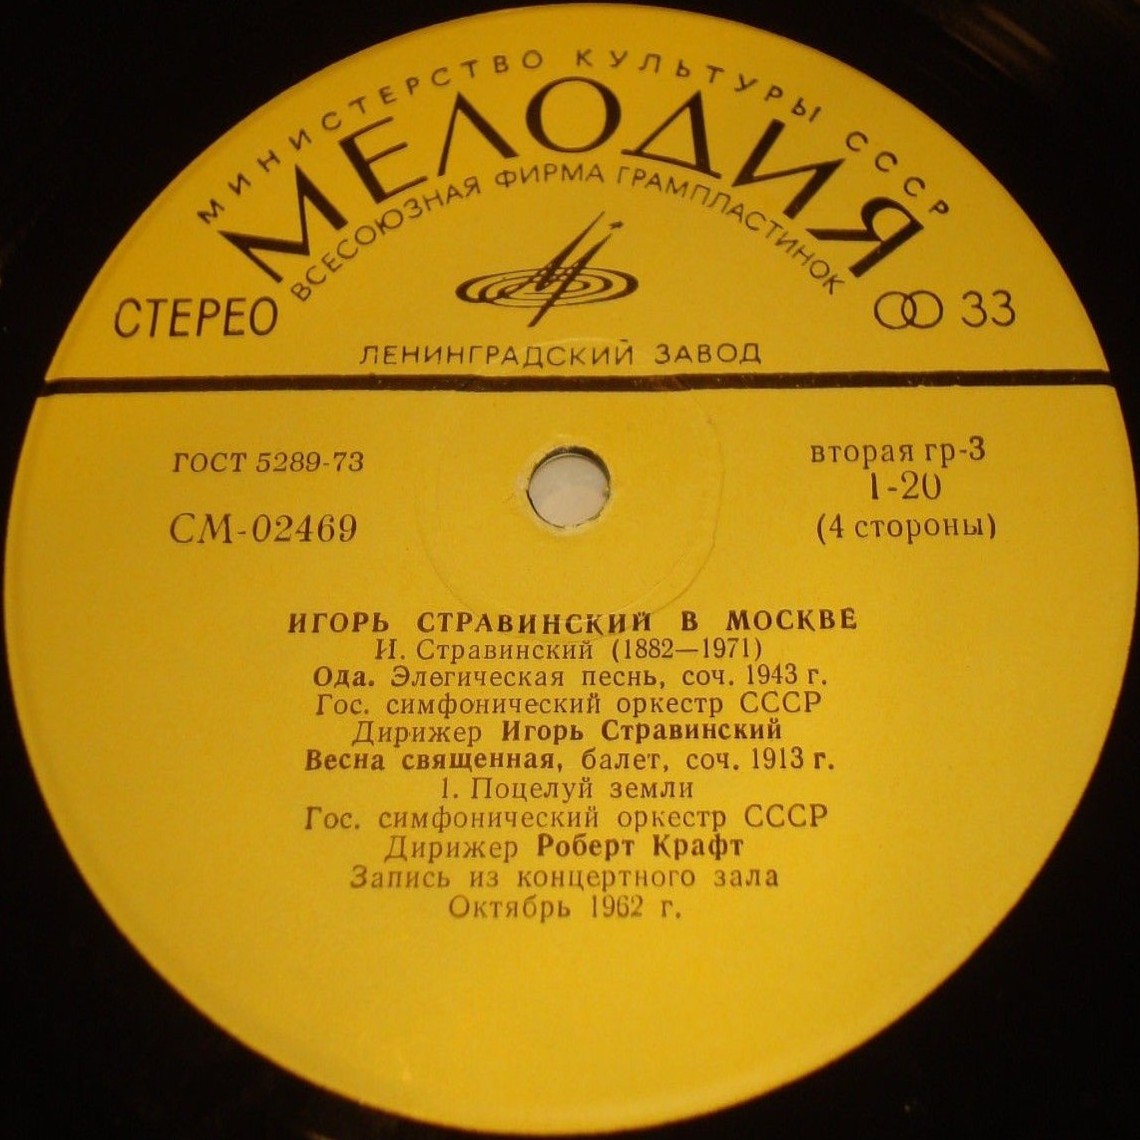 МИНИСТЕРСТВО КУЛЬТУРЫ СССР
МЕЛОДИЯ
ВСЕСОЮЗНАЯ ФИРМА ГРАМПЛАСТИНОК
СТЕРЕО
33
ЛЕНИНГРАДСКИЙ ЗАВОД
ГОСТ 5289-73
вторая гр-3
1-20
СМ-02469
(4 стороны)
ИГОРЬ СТРАВИНСКИЙ В МОСКВЕ
И. Стравинский (1882—1971)
Ода. Элегическая песнь, соч. 1943 г.
Гос. симфонический оркестр СССР
Дирижер Игорь Стравинский
Весна священная, балет, соч. 1913 г.
1. Поцелуй земли
Гос. симфонический оркестр СССР
Дирижер Роберт Крафт
Запись из концертного зала
Октябрь 1962 г.